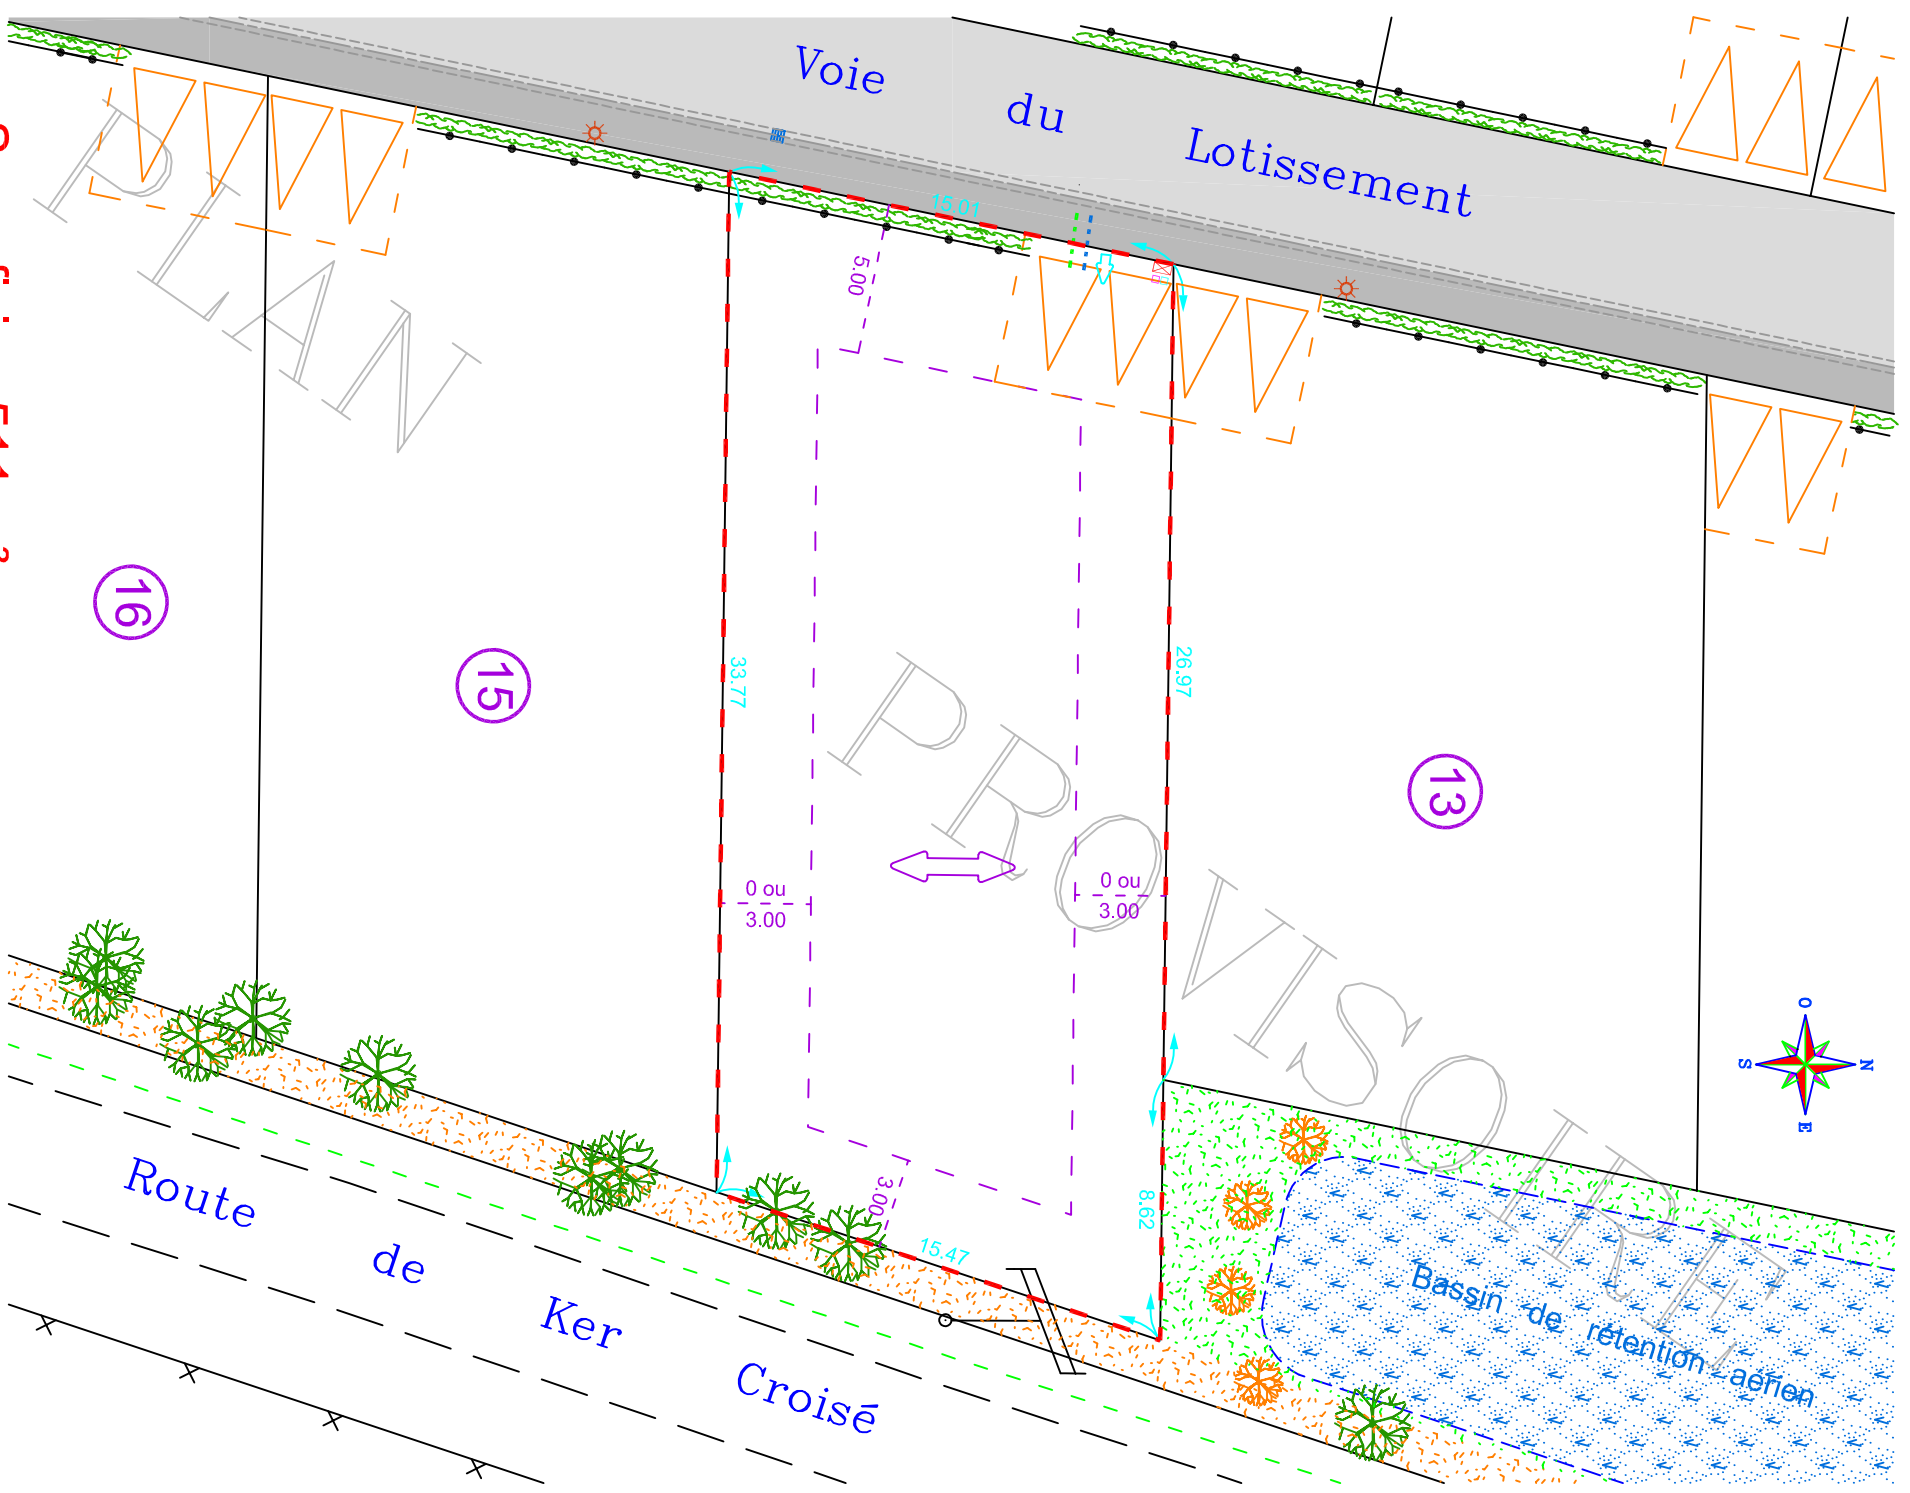 Voie du Lotissement
PLAN PROVISOIRE
15.01
5.00
33.77
26.97
16
15
13
0 ou
3.00
0 ou
3.00
8.62
3.00
15.47
O
N
S
E
Route de Ker Croisé
Bassin de rétention aérien